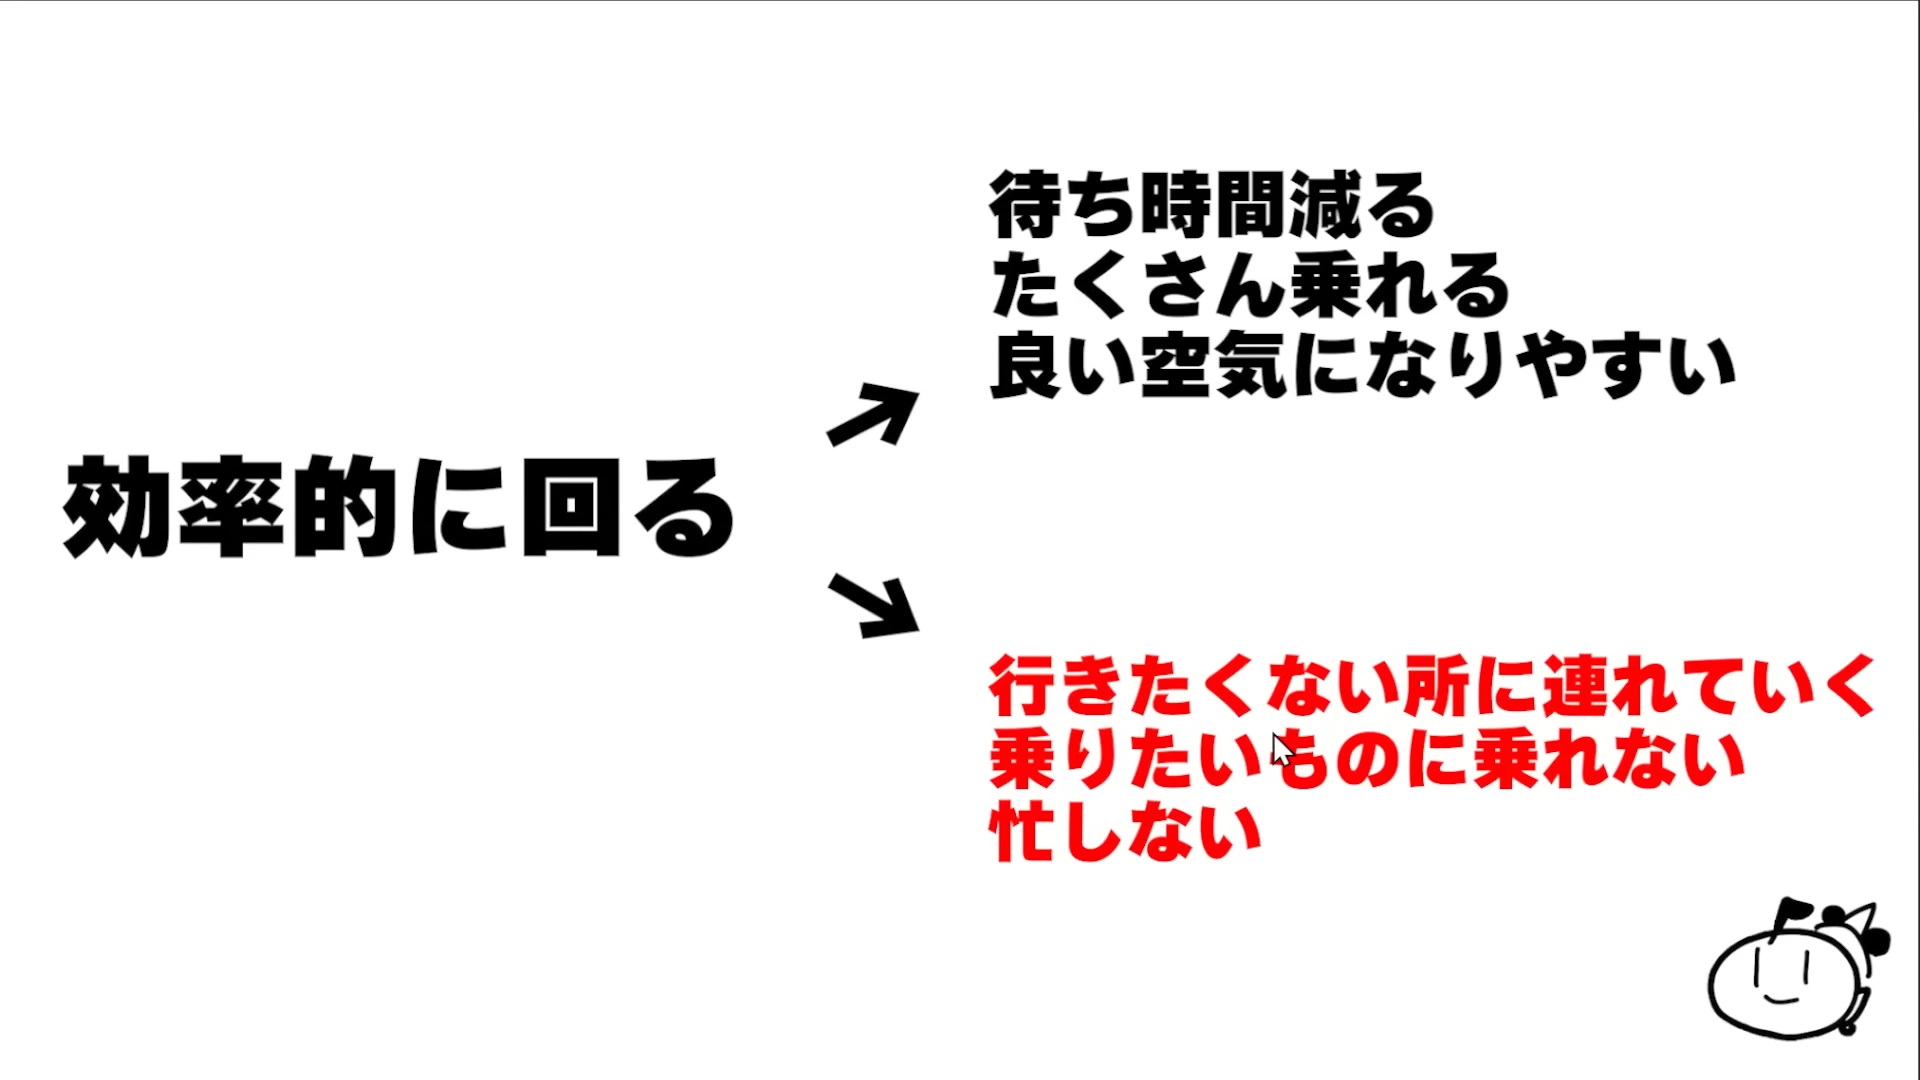 効率的に回る
待ち時間減る
たくさん乗れる
良い空気になりやすい
行きたくない所に連れていく
乗りたいものに乗れない
忙しない